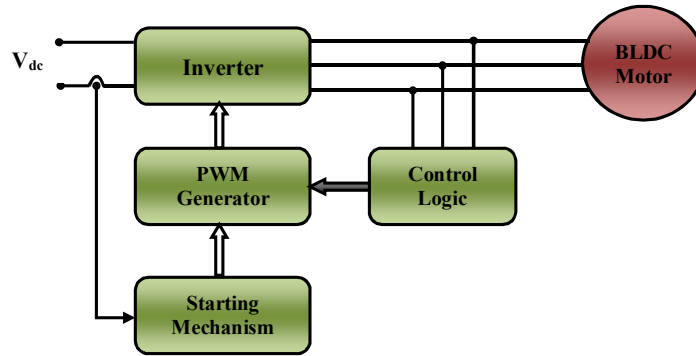 V_dc
Inverter
BLDC
Motor
PWM
Generator
Control
Logic
Starting
Mechanism